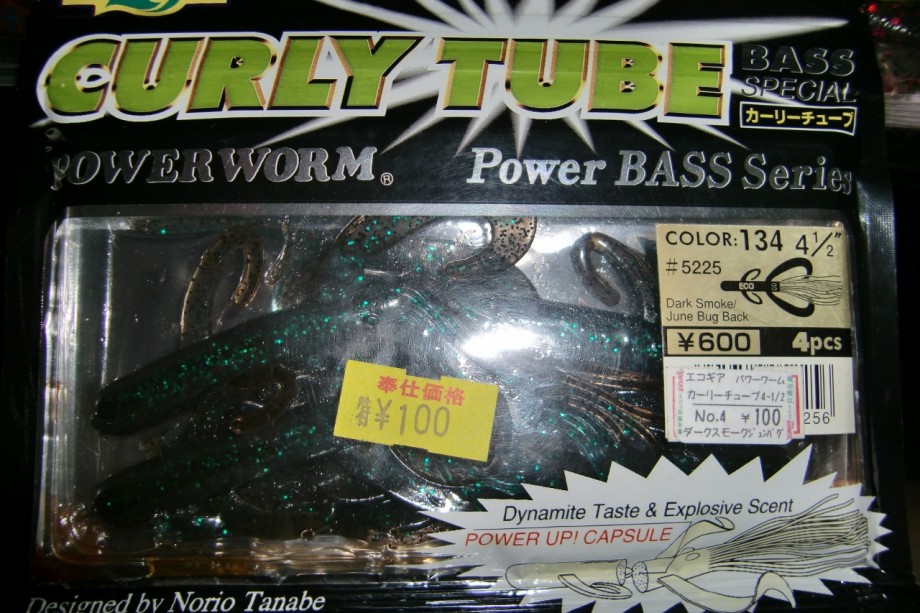 CURLY TUBE
BASS
SPECIAL
カーリーチューブ
POWERWORM®
Power BASS Series
COLOR:134 4½"
#5225
ECO
Dark Smoke/
June Bug Back
¥600 4pcs
奉仕価格
¥100
エコギア パワーワーム
カーリーチューブ4-1/2
No.4 ¥100
ダークスモークジュンバグ
256
Dynamite Taste & Explosive Scent
POWER UP! CAPSULE
Designed by Norio Tanabe